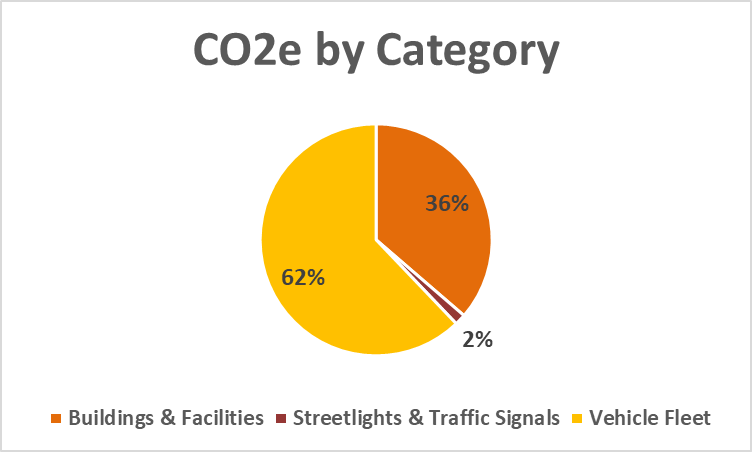 CO2e by Category
36%
62%
2%
Buildings & Facilities Streetlights & Traffic Signals Vehicle Fleet